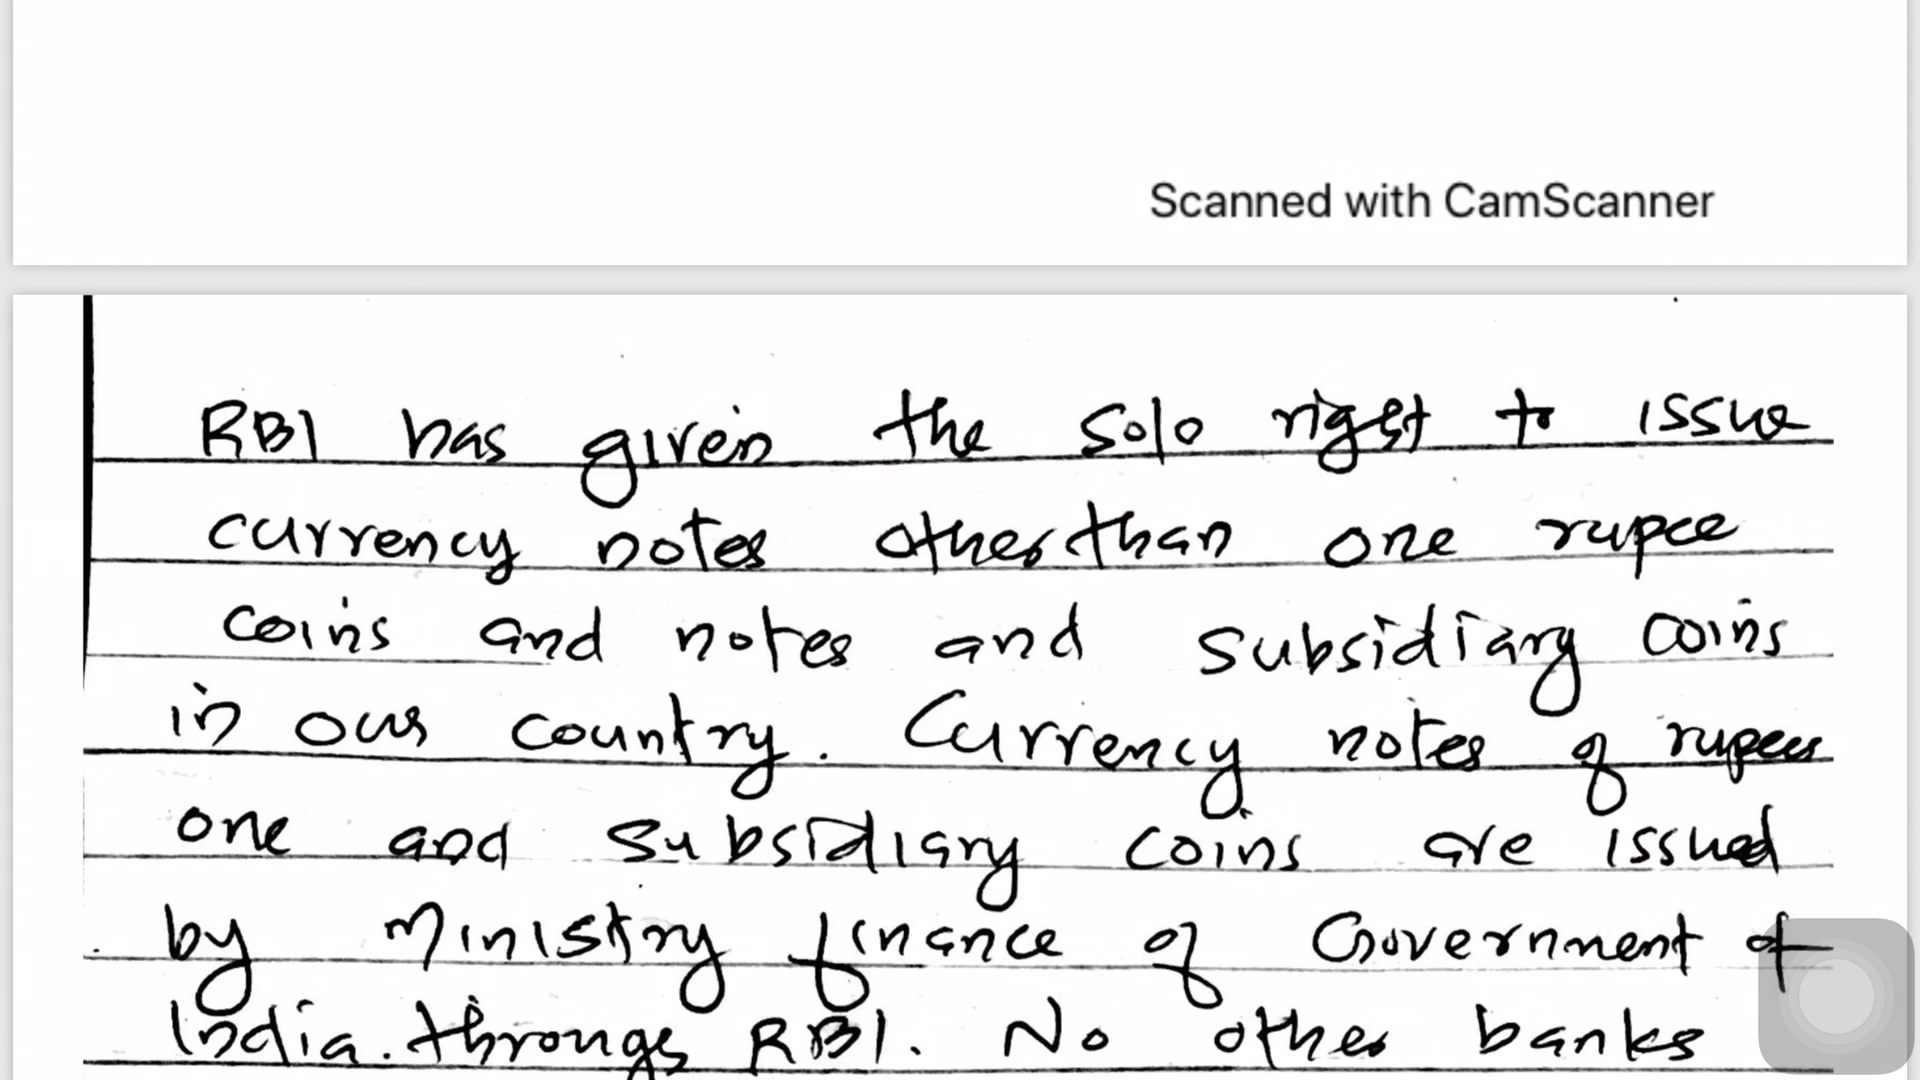 Scanned with CamScanner
RBI has given the Solo right to issue
currency notes other than one rupee
coins and notes and subsidiary coins
in our country. Currency notes of rupees
one and subsidiary coins are issued
by Ministry finance of Government of
India. through RBI. No other banks